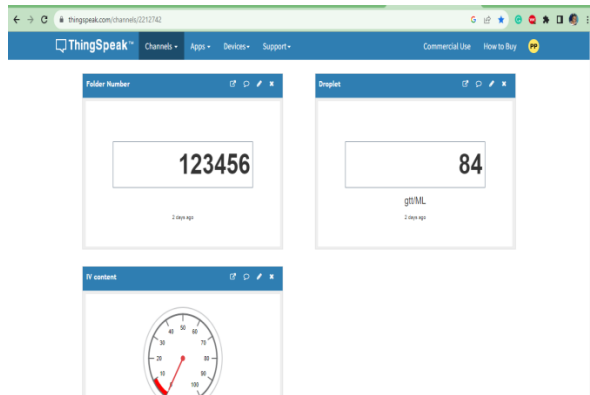 thingspeak.com/channels/2212742
ThingSpeak™ Channels Apps Devices Support Commercial Use How to Buy PP
Folder Number
123456
2 days ago
Droplet
84
gtt/ML
2 days ago
IV content
40 50 60
30 70
20 80
10 90
0 100